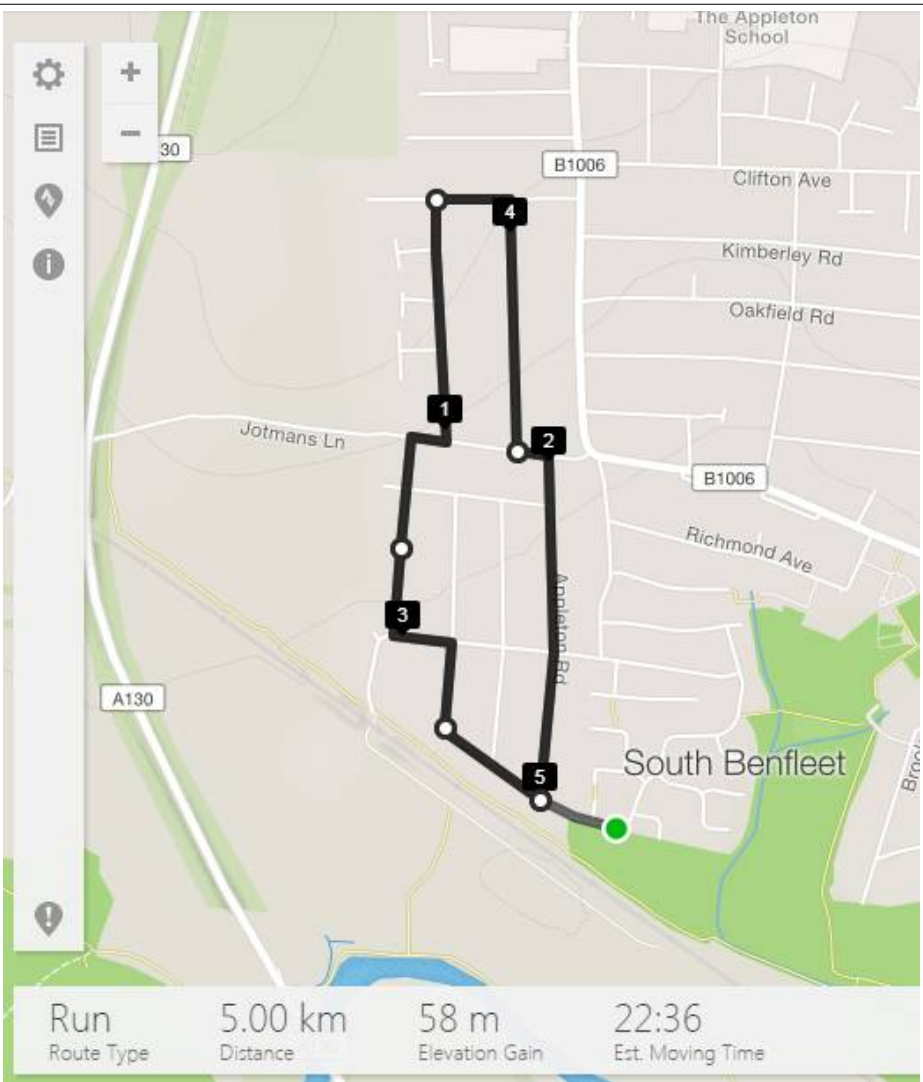 The Appleton
School
+
−
30
B1006
Clifton Ave
4
Kimberley Rd
Oakfield Rd
1
Jotmans Ln
2
B1006
Richmond Ave
Appleton Rd
3
A130
South Benfleet
5
Run
5.00 km
58 m
22:36
Route Type
Distance
Elevation Gain
Est. Moving Time